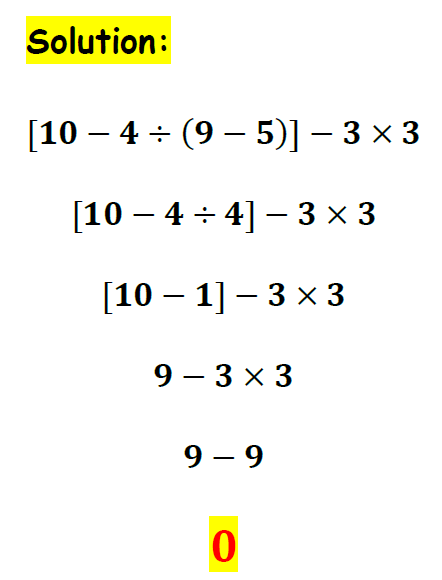 Solution:
[10 − 4 ÷ (9 − 5)] − 3 × 3
[10 − 4 ÷ 4] − 3 × 3
[10 − 1] − 3 × 3
9 − 3 × 3
9 − 9
0